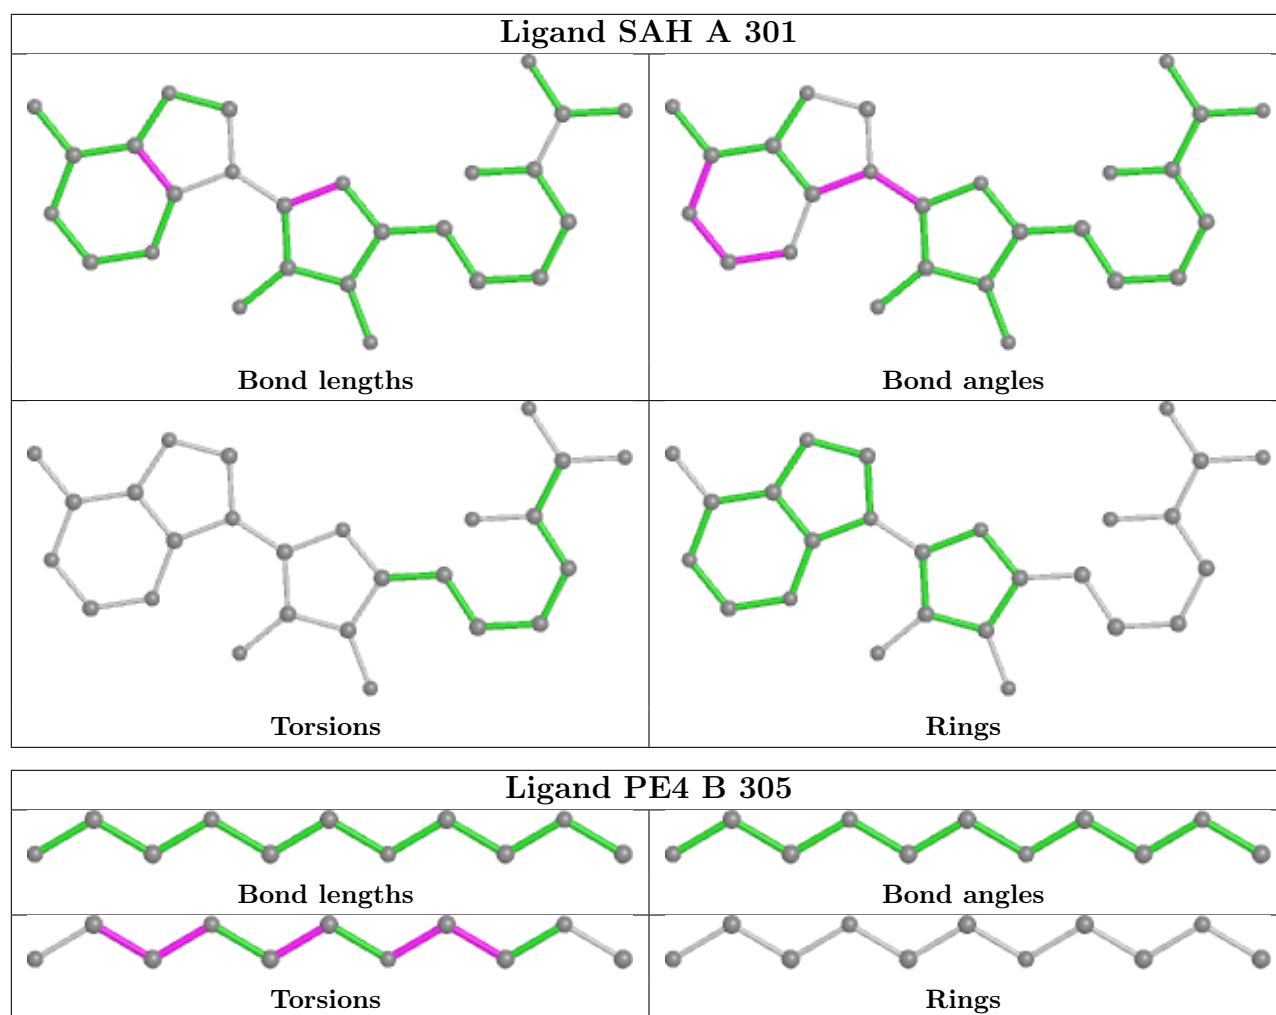 Ligand SAH A 301
Bond lengths
Bond angles
Torsions
Rings
Ligand PE4 B 305
Bond lengths
Bond angles
Torsions
Rings